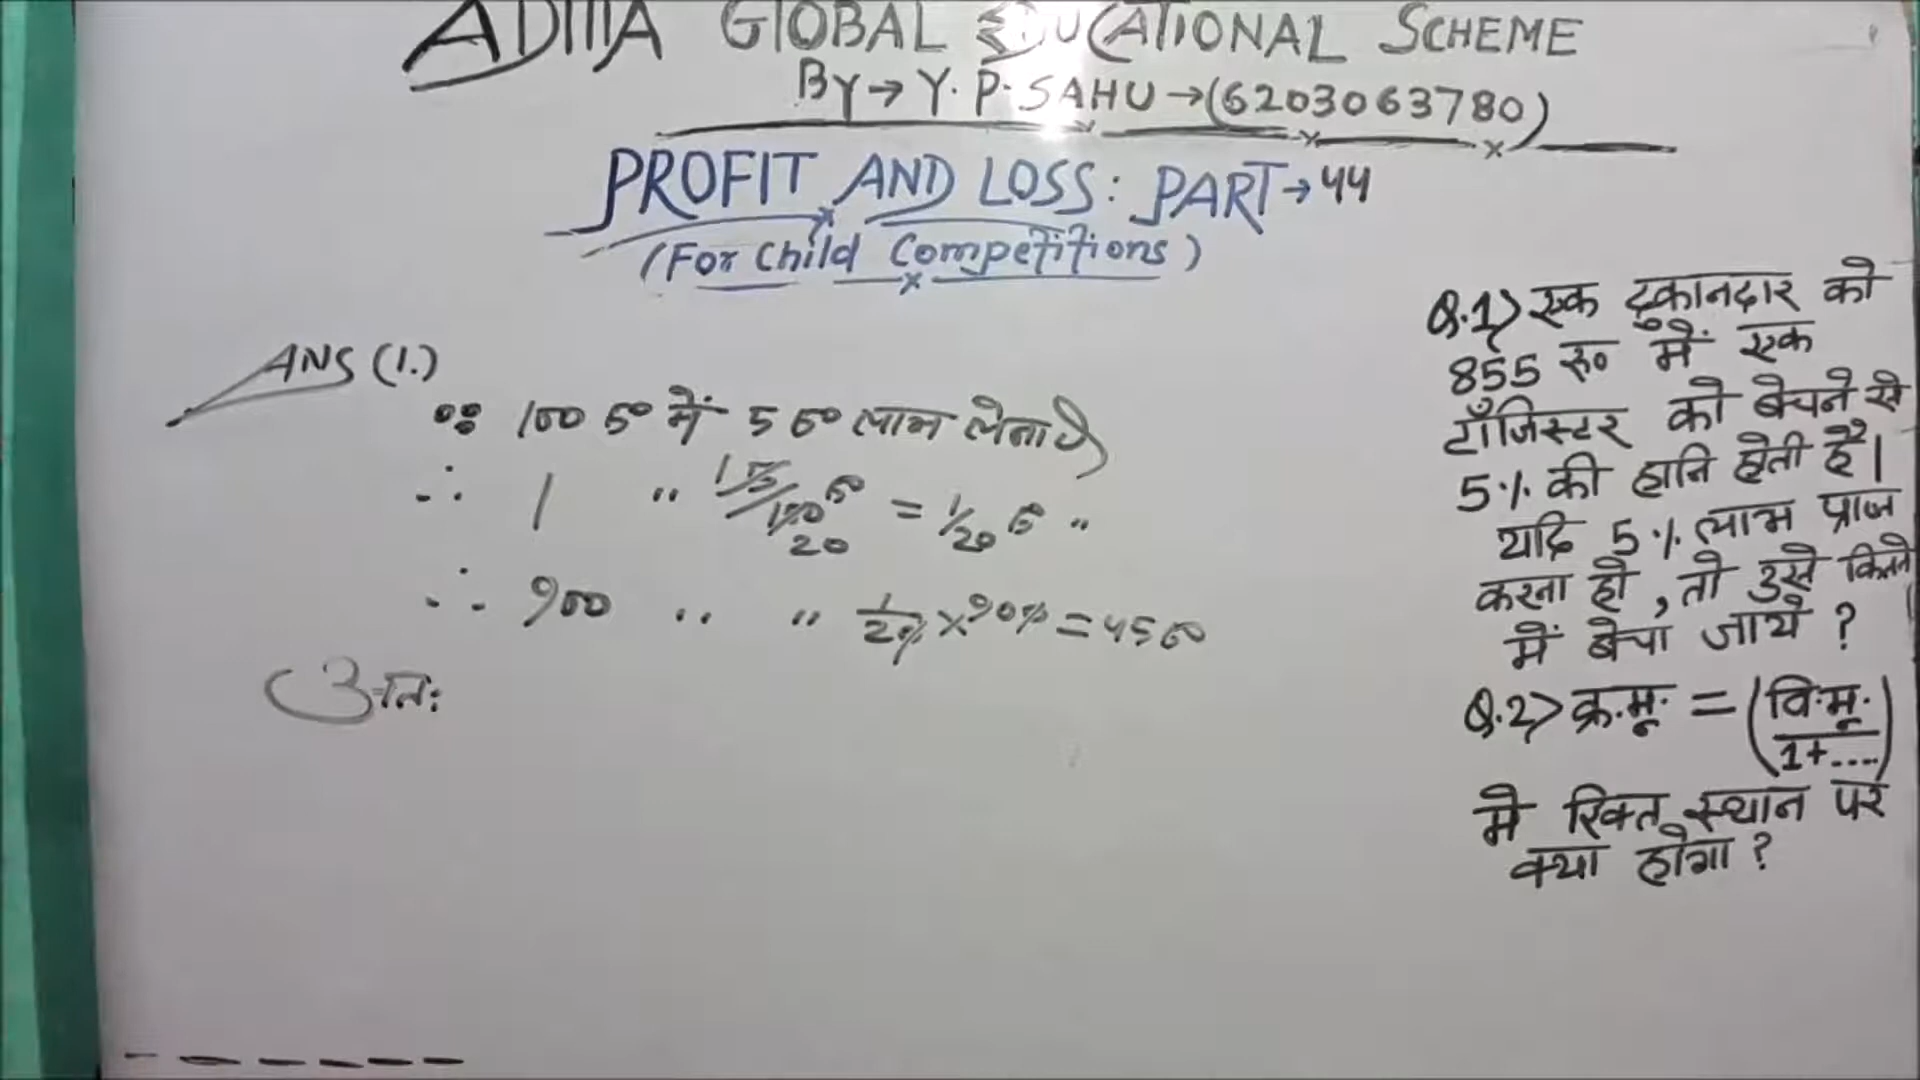 ADITYA GLOBAL EDUCATIONAL SCHEME
By → Y. P. SAHU → (6203063780)
PROFIT AND LOSS: PART → 44
(For Child Competitions)
ANS (1.)
∵ 100 रु० में 5 रु० लाभ लेना है
∴ 1 " 5/100 रु० = 1/20 रु "
20
∴ 900 " " 1/20 × 900 = 45 रु०
अतः
Q.1> एक दुकानदार को
855 रु० में एक
ट्राँजिस्टर को बेचने से
5% की हानि होती है।
यदि 5% लाभ प्राप्त
करना हो, तो उसे कितने
में बेचा जाये ?
Q.2> क्र.मू. = (वि.मू. / 1+....)
मे रिक्त स्थान पर
क्या होगा ?